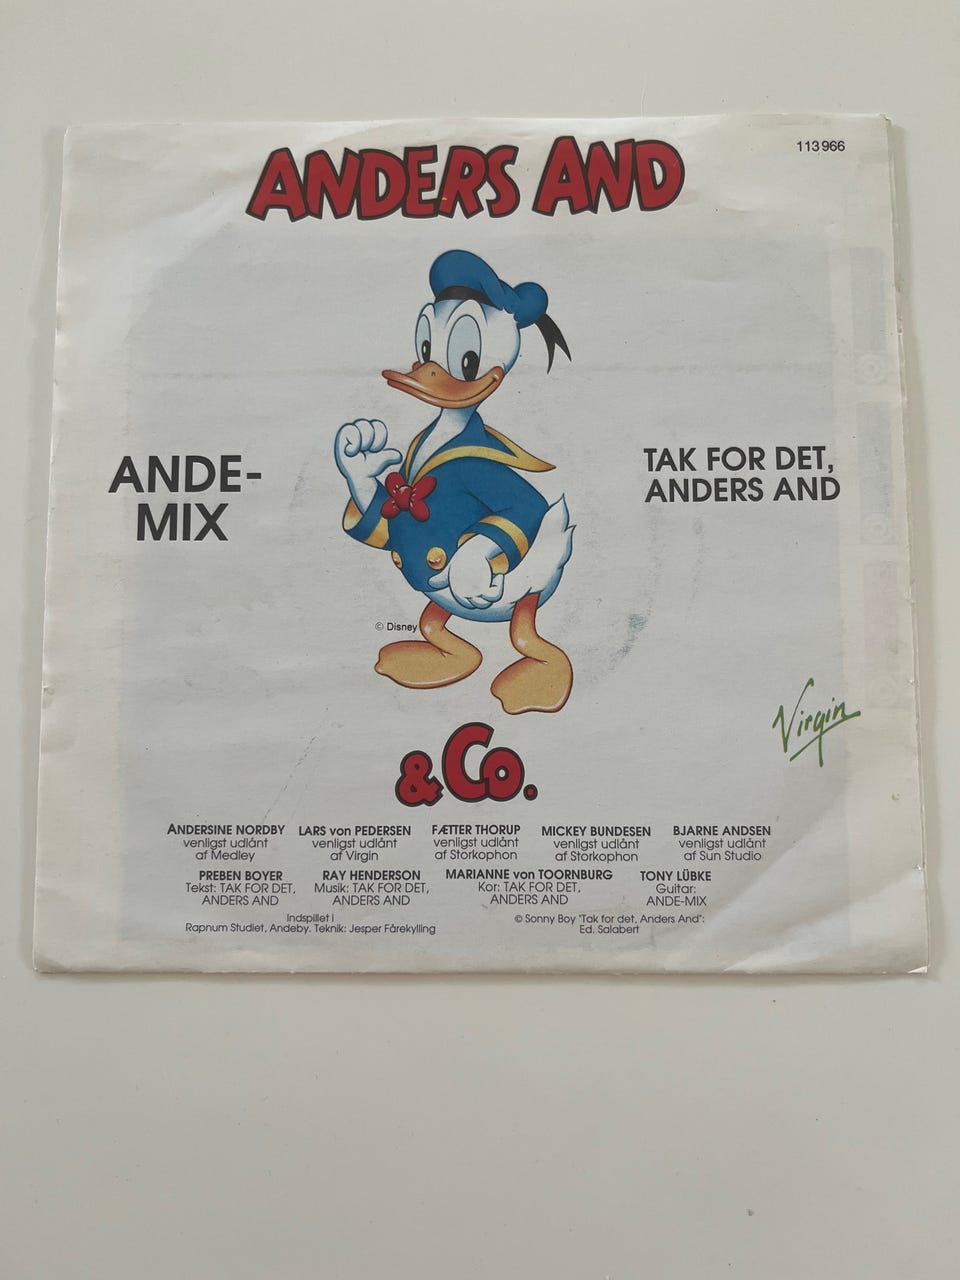 113966
ANDERS AND
ANDE-
MIX
TAK FOR DET,
ANDERS AND
© Disney
Virgin
& Co.
ANDERSINE NORDBY
venligst udlånt
af Medley
LARS von PEDERSEN
venligst udlånt
af Virgin
FÆTTER THORUP
venligst udlånt
af Storkophon
MICKEY BUNDESEN
venligst udlånt
af Storkophon
BJARNE ANDSEN
venligst udlånt
af Sun Studio
PREBEN BOYER
Tekst: TAK FOR DET,
ANDERS AND
RAY HENDERSON
Musik: TAK FOR DET,
ANDERS AND
MARIANNE von TOORNBURG
Kor: TAK FOR DET,
ANDERS AND
TONY LÜBKE
Guitar:
ANDE-MIX
Indspillet i
Rapnum Studiet, Andeby. Teknik: Jesper Fårekylling
© Sonny Boy "Tak for det, Anders And":
Ed. Salabert